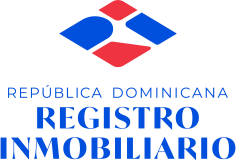 REPÚBLICA DOMINICANA
REGISTRO
INMOBILIARIO